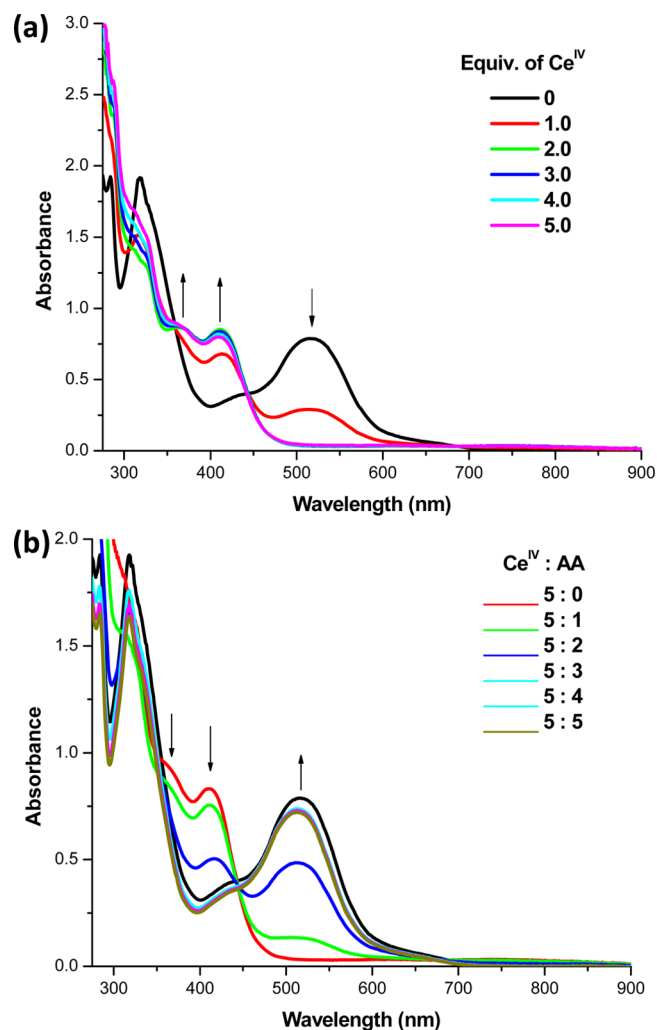 (a)
Equiv. of Ce^IV
0
1.0
2.0
3.0
4.0
5.0
3.0
2.5
2.0
1.5
1.0
0.5
0.0
Absorbance
300 400 500 600 700 800 900
Wavelength (nm)
(b)
Ce^IV : AA
5 : 0
5 : 1
5 : 2
5 : 3
5 : 4
5 : 5
2.0
1.5
1.0
0.5
0.0
Absorbance
300 400 500 600 700 800 900
Wavelength (nm)